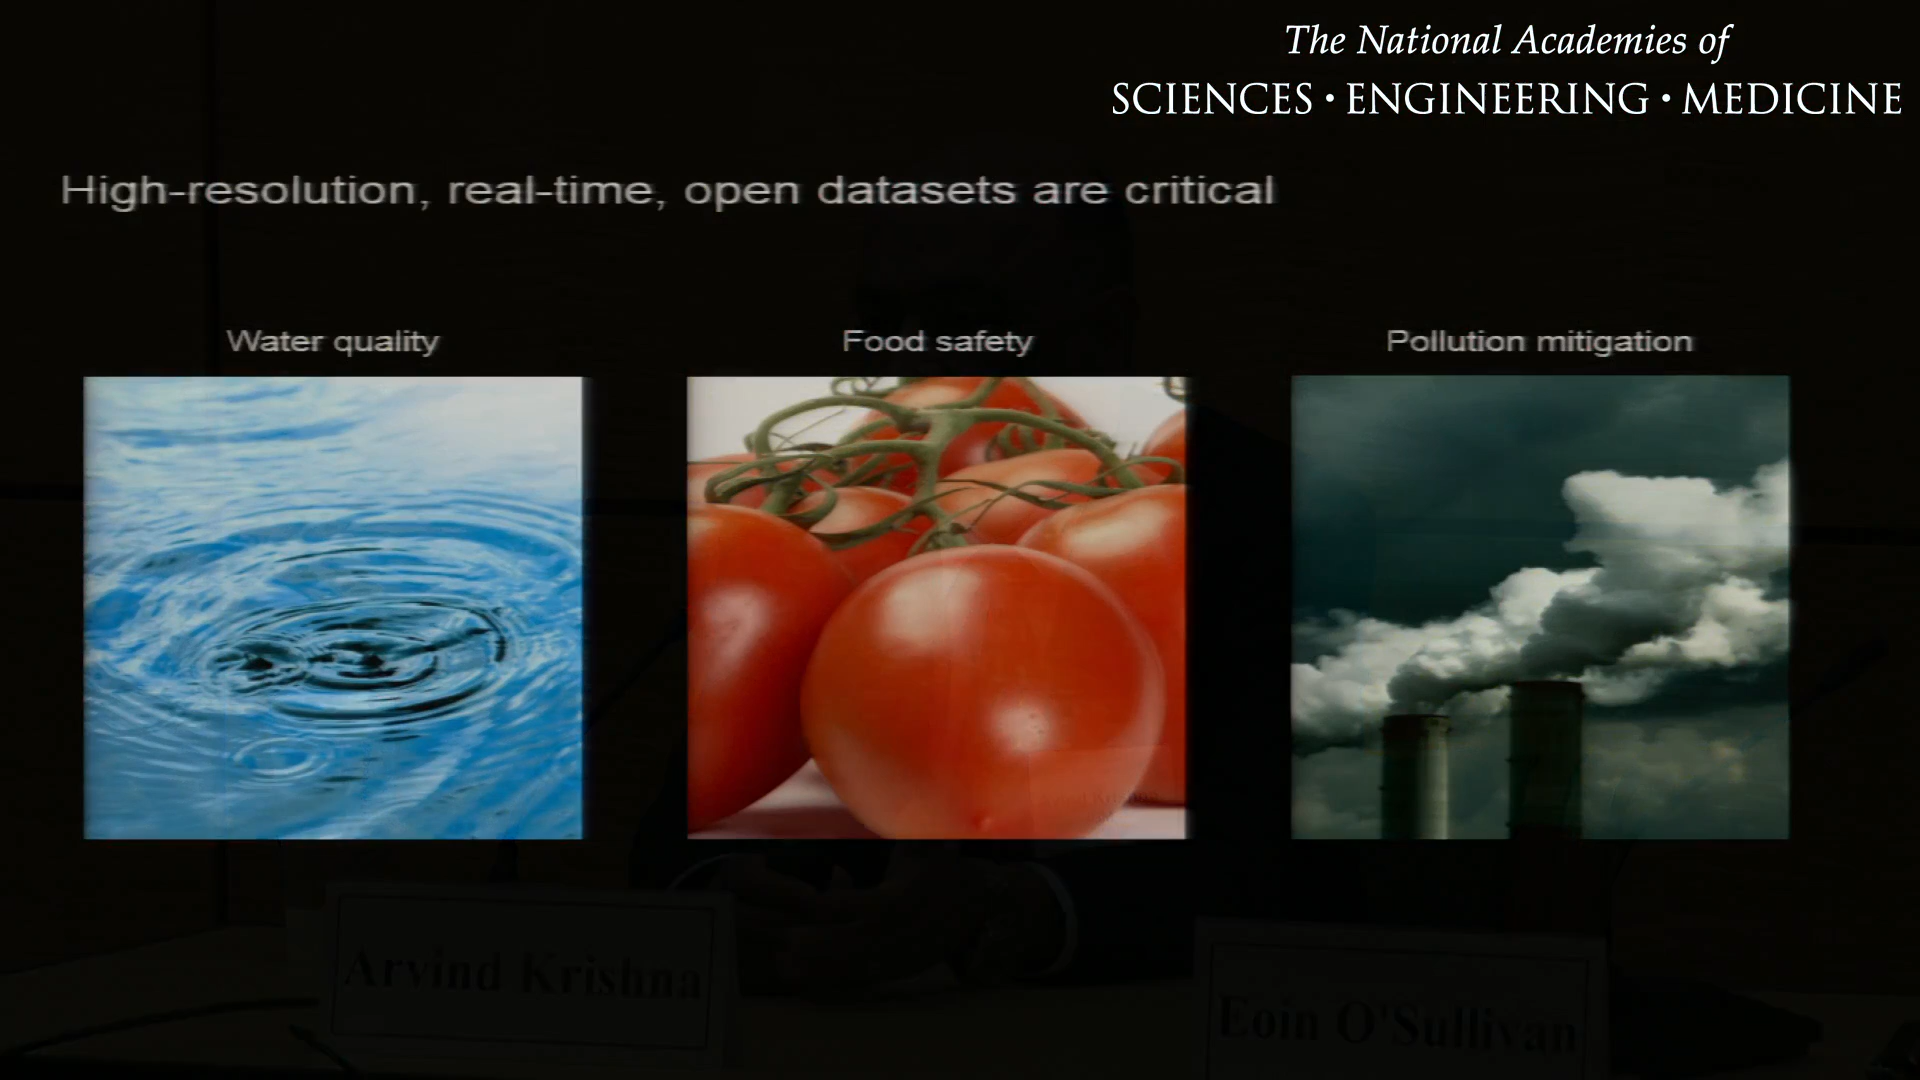 The National Academies of
SCIENCES • ENGINEERING • MEDICINE
High-resolution, real-time, open datasets are critical
Water quality
Food safety
Pollution mitigation
Arvind Krishna
Eoin O'Sullivan